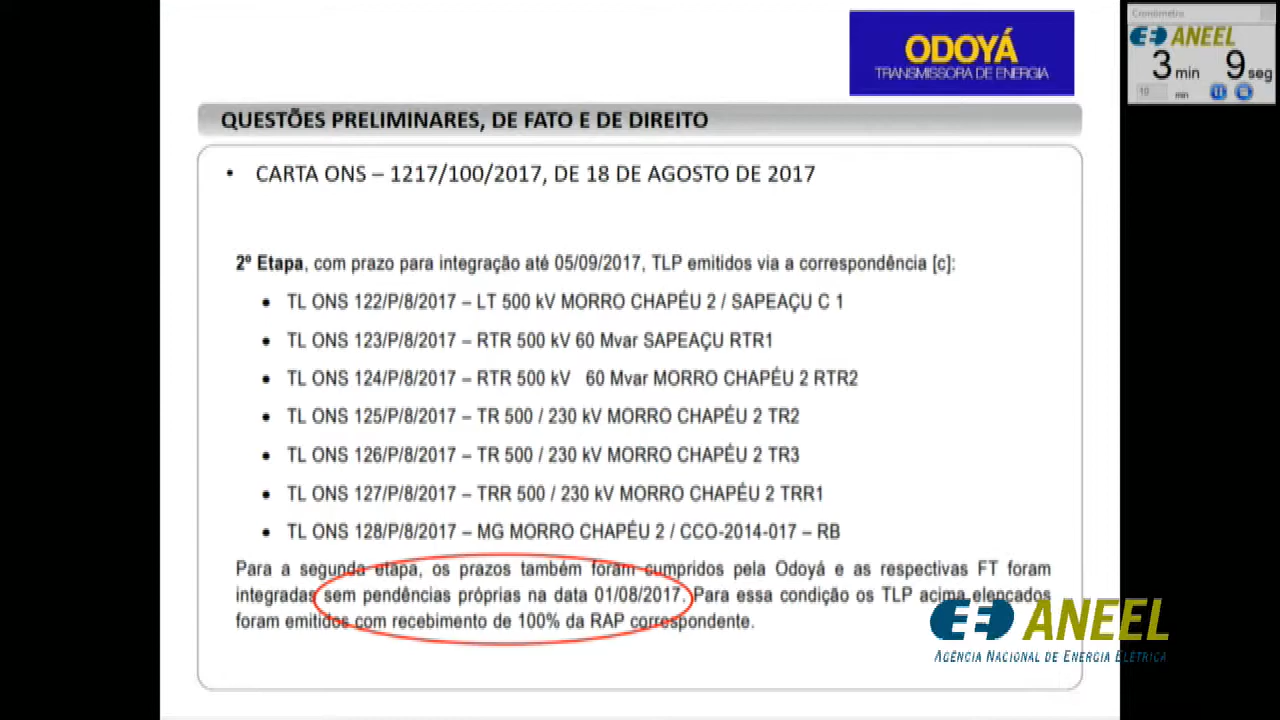 ODOYÁ
TRANSMISSORA DE ENERGIA
Cronômetro
ANEEL
3 min 9 seg
10 min
QUESTÕES PRELIMINARES, DE FATO E DE DIREITO
• CARTA ONS – 1217/100/2017, DE 18 DE AGOSTO DE 2017
2º Etapa, com prazo para integração até 05/09/2017, TLP emitidos via a correspondência [c]:
• TL ONS 122/P/8/2017 – LT 500 kV MORRO CHAPÉU 2 / SAPEAÇU C 1
• TL ONS 123/P/8/2017 – RTR 500 kV 60 Mvar SAPEAÇU RTR1
• TL ONS 124/P/8/2017 – RTR 500 kV 60 Mvar MORRO CHAPÉU 2 RTR2
• TL ONS 125/P/8/2017 – TR 500 / 230 kV MORRO CHAPÉU 2 TR2
• TL ONS 126/P/8/2017 – TR 500 / 230 kV MORRO CHAPÉU 2 TR3
• TL ONS 127/P/8/2017 – TRR 500 / 230 kV MORRO CHAPÉU 2 TRR1
• TL ONS 128/P/8/2017 – MG MORRO CHAPÉU 2 / CCO-2014-017 – RB
Para a segunda etapa, os prazos também foram cumpridos pela Odoyá e as respectivas FT foram
integradas sem pendências próprias na data 01/08/2017. Para essa condição os TLP acima elencados
foram emitidos com recebimento de 100% da RAP correspondente.
ANEEL
AGÊNCIA NACIONAL DE ENERGIA ELÉTRICA